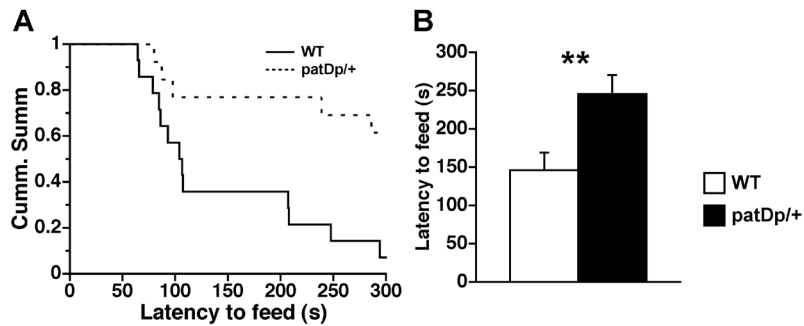 A
WT
patDp/+
1
0.8
0.6
0.4
0.2
0
Cumm. Summ
0 50 100 150 200 250 300
Latency to feed (s)
B
300
250
200
150
100
50
0
Latency to feed (s)
**
WT
patDp/+